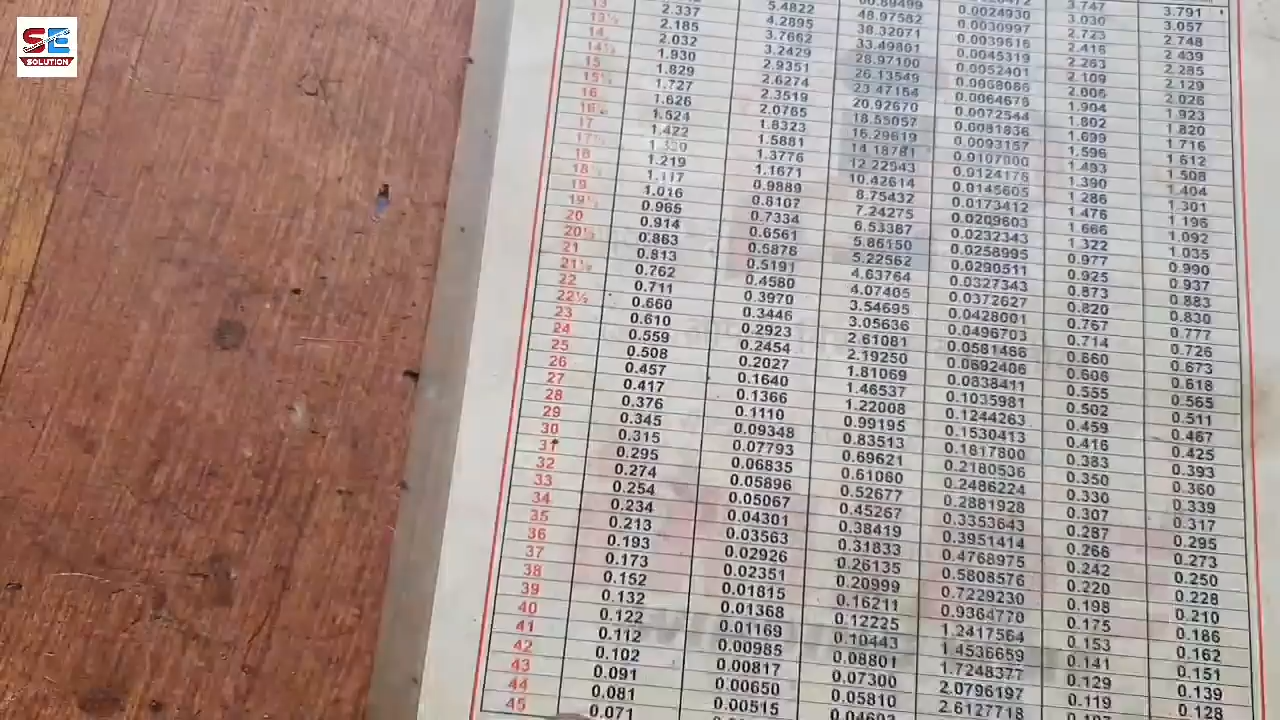 SE
SOLUTION
3.747 3.791
0.0024930 3.030 3.057
5.4822 48.97582 0.0030997 2.723 2.748
13 2.337 4.2895 38.32071 0.0039616 2.416 2.439
13½ 2.185 3.7662 33.49801 0.0045319 2.263 2.285
14 2.032 3.2429 28.97100 0.0052401 2.109 2.129
14½ 1.930 2.9351 26.13549 2.006 2.026
15 1.829 2.6274 23.47164 0.0064676 1.904 1.923
15½ 1.727 2.3519 20.92670 0.0072544 1.802 1.820
16 1.626 2.0765 18.55057 0.0081836 1.699 1.716
16½ 1.524 1.8323 16.29619 0.0093157 1.596 1.612
17 1.422 1.5881 14.18761 0.9107000 1.493 1.508
17½ 1.320 1.3776 12.22943 0.9124176 1.390 1.404
18 1.219 1.1671 10.42614 0.0145605 1.286 1.301
18½ 1.117 0.9889 8.75432 0.0173412 1.476 1.196
19 1.016 0.8107 7.24275 0.0209603 1.666 1.092
19½ 0.965 0.7334 6.53387 0.0232343 1.322 1.035
20 0.914 0.6561 5.86150 0.0258995 0.977 0.990
20½ 0.863 0.5876 5.22562 0.0290511 0.925 0.937
21 0.813 0.5191 4.63764 0.0327343 0.873 0.883
21½ 0.762 0.4580 4.07405 0.0372627 0.820 0.830
22 0.711 0.3970 3.54695 0.0428001 0.767 0.777
22½ 0.660 0.3446 3.05636 0.0496703 0.714 0.726
23 0.610 0.2923 2.61081 0.0581466 0.660 0.673
24 0.559 0.2454 2.19250 0.0692406 0.606 0.618
25 0.508 0.2027 1.81069 0.0838411 0.555 0.565
26 0.457 0.1640 1.46537 0.1035981 0.502 0.511
27 0.417 0.1366 1.22008 0.1244263 0.459 0.467
28 0.376 0.1110 0.99195 0.1530413 0.416 0.425
29 0.345 0.09348 0.83513 0.1817800 0.383 0.393
30 0.315 0.07793 0.69621 0.2180536 0.350 0.360
31 0.295 0.06835 0.61060 0.2486224 0.330 0.339
32 0.274 0.05896 0.52677 0.2881928 0.307 0.317
33 0.254 0.05067 0.45267 0.3353643 0.287 0.295
34 0.234 0.04301 0.38419 0.3951414 0.266 0.273
35 0.213 0.03563 0.31833 0.4768975 0.242 0.250
36 0.193 0.02926 0.26135 0.5808576 0.220 0.228
37 0.173 0.02351 0.20999 0.7229230 0.198 0.210
38 0.152 0.01815 0.16211 0.9364770 0.175 0.186
39 0.132 0.01368 0.12225 1.2417564 0.153 0.162
40 0.122 0.01169 0.10443 1.4536659 0.141 0.151
41 0.112 0.00985 0.08801 1.7248377 0.129 0.139
42 0.102 0.00817 0.07300 2.0796197 0.119 0.128
43 0.091 0.00650 0.05810 2.6127718
44 0.081 0.00515
45 0.071